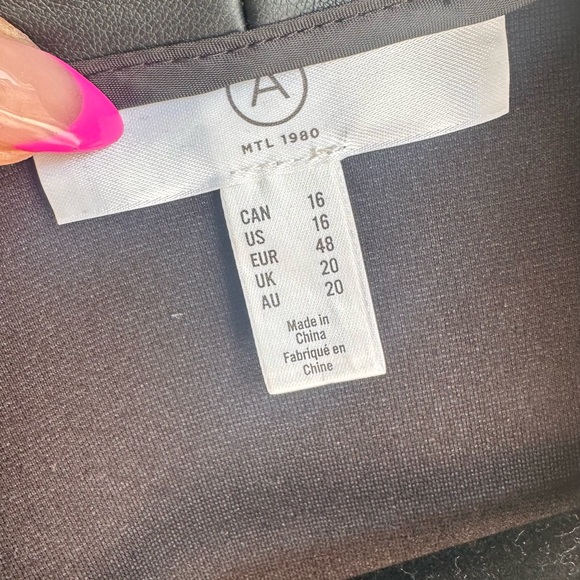 A
MTL 1980
CAN 16
US 16
EUR 48
UK 20
AU 20
Made in
China
Fabriqué en
Chine